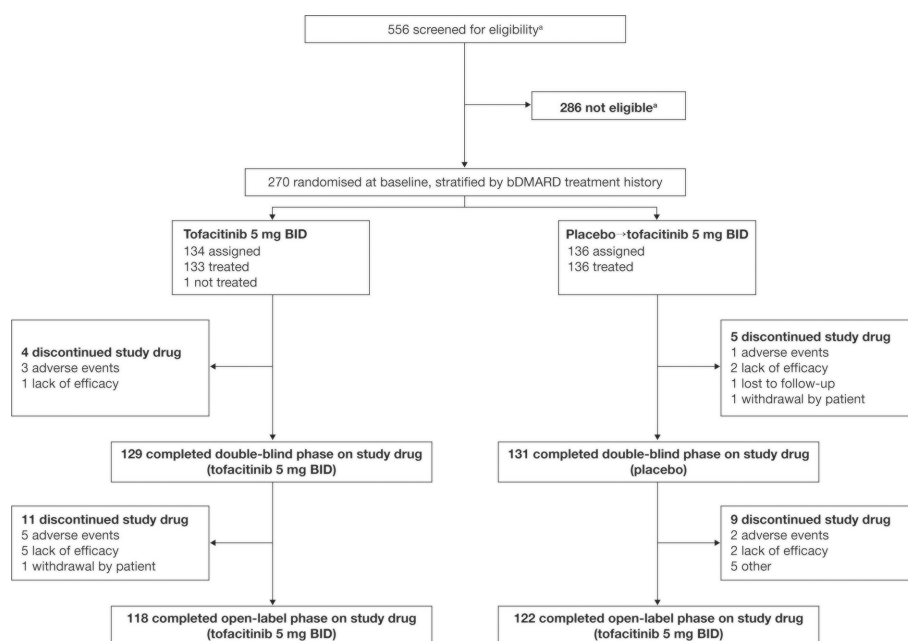 556 screened for eligibilityᵃ
286 not eligibleᵃ
270 randomised at baseline, stratified by bDMARD treatment history
Tofacitinib 5 mg BID
134 assigned
133 treated
1 not treated
Placebo→tofacitinib 5 mg BID
136 assigned
136 treated
4 discontinued study drug
3 adverse events
1 lack of efficacy
5 discontinued study drug
1 adverse events
2 lack of efficacy
1 lost to follow-up
1 withdrawal by patient
129 completed double-blind phase on study drug
(tofacitinib 5 mg BID)
131 completed double-blind phase on study drug
(placebo)
11 discontinued study drug
5 adverse events
5 lack of efficacy
1 withdrawal by patient
9 discontinued study drug
2 adverse events
2 lack of efficacy
5 other
118 completed open-label phase on study drug
(tofacitinib 5 mg BID)
122 completed open-label phase on study drug
(tofacitinib 5 mg BID)